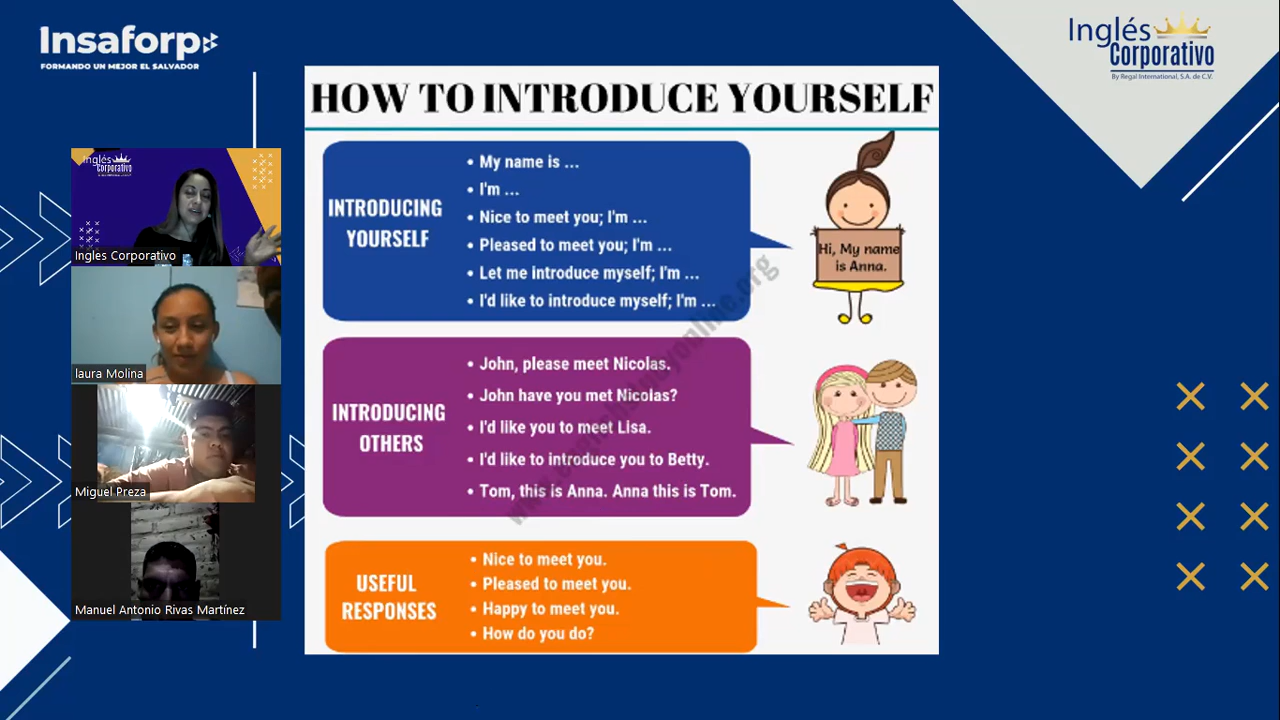 Insaforp
FORMANDO UN MEJOR EL SALVADOR
Inglés
Corporativo
By Regal International, S.A. de C.V.
HOW TO INTRODUCE YOURSELF
INTRODUCING
YOURSELF
• My name is ...
• I'm ...
• Nice to meet you; I'm ...
• Pleased to meet you; I'm ...
• Let me introduce myself; I'm ...
• I'd like to introduce myself; I'm ...
Hi, My name
is Anna.
INTRODUCING
OTHERS
• John, please meet Nicolas.
• John have you met Nicolas?
• I'd like you to meet Lisa.
• I'd like to introduce you to Betty.
• Tom, this is Anna. Anna this is Tom.
USEFUL
RESPONSES
• Nice to meet you.
• Pleased to meet you.
• Happy to meet you.
• How do you do?
Inglés
Corporativo
Ingles Corporativo
laura Molina
Miguel Preza
Manuel Antonio Rivas Martínez